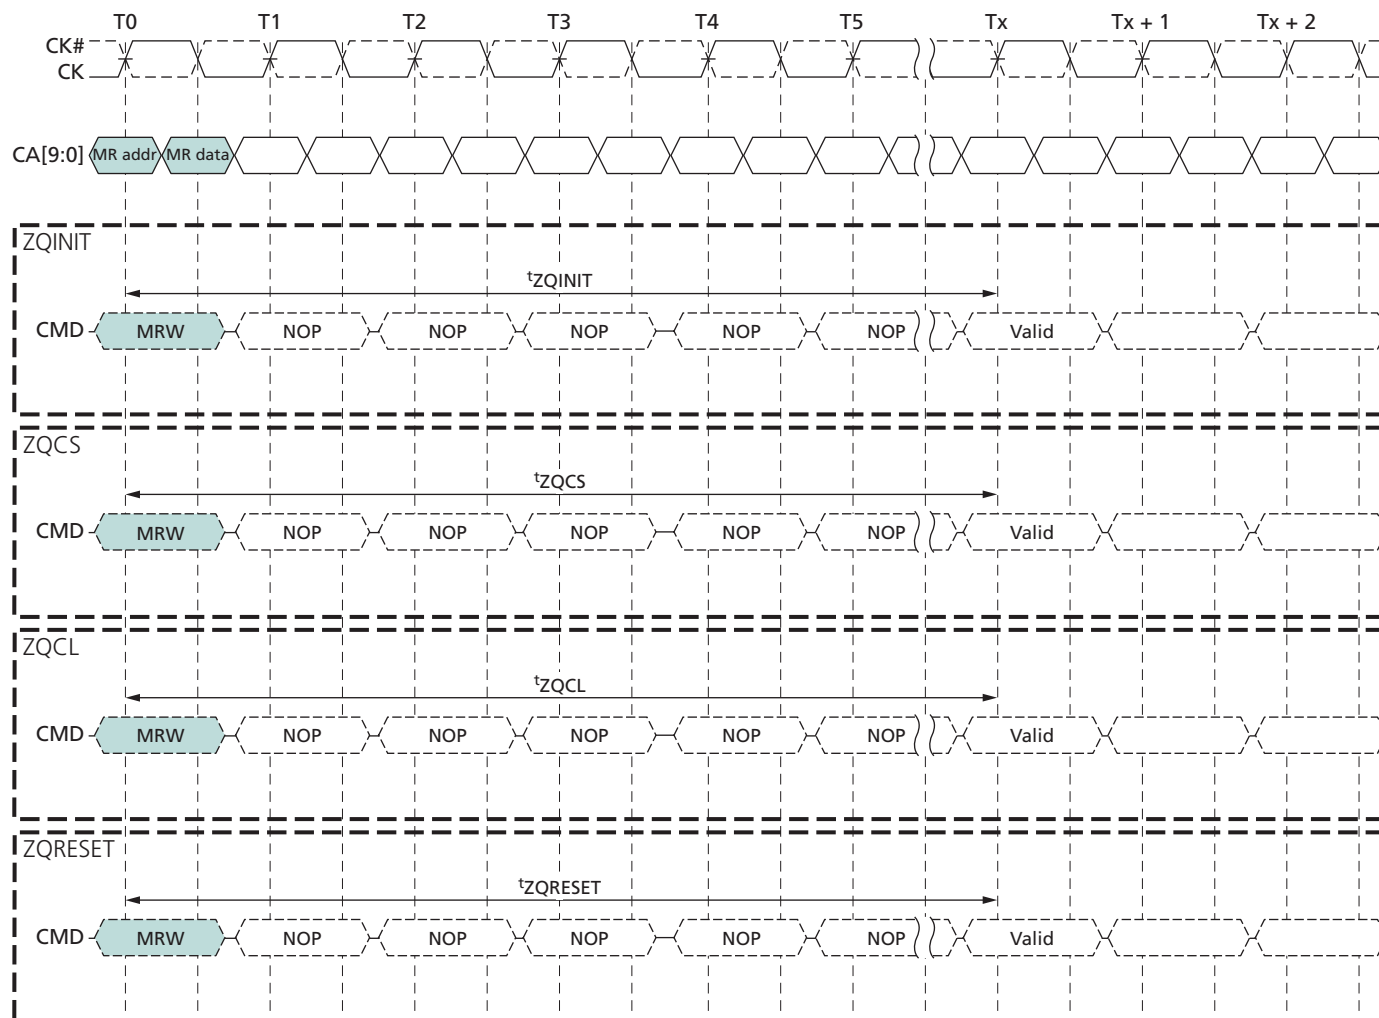 T0 T1 T2 T3 T4 T5 Tx Tx + 1 Tx + 2
CK#
CK
CA[9:0] MR addr MR data
ZQINIT
tZQINIT
CMD MRW NOP NOP NOP NOP NOP Valid
ZQCS
tZQCS
CMD MRW NOP NOP NOP NOP NOP Valid
ZQCL
tZQCL
CMD MRW NOP NOP NOP NOP NOP Valid
ZQRESET
tZQRESET
CMD MRW NOP NOP NOP NOP NOP Valid